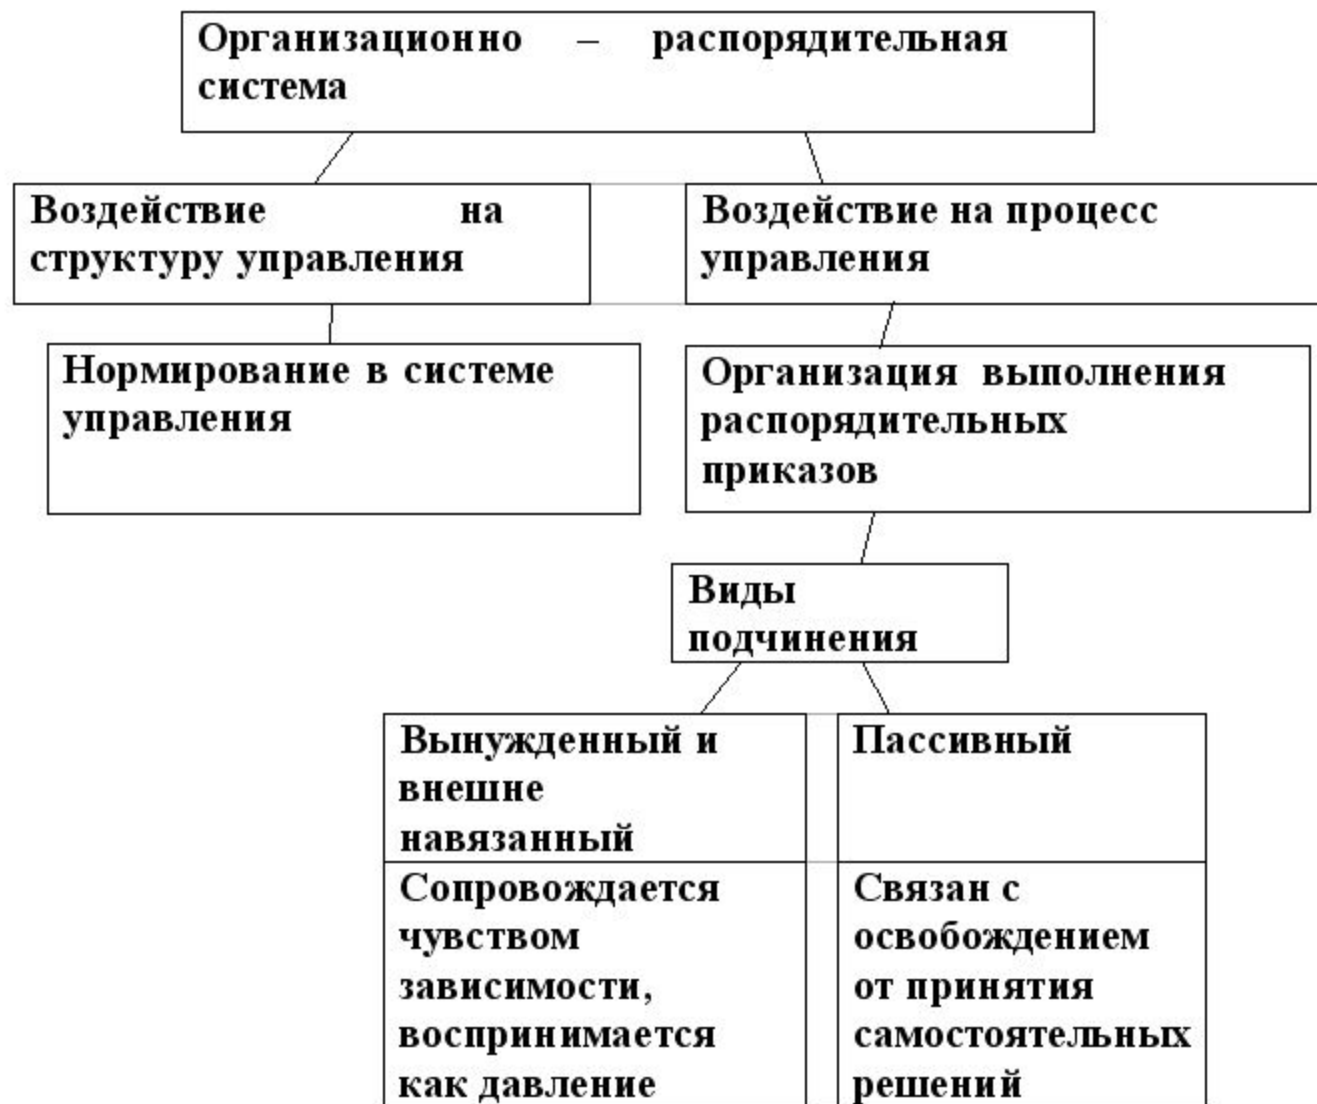 Организационно – распорядительная
система
Воздействие на
структуру управления
Воздействие на процесс
управления
Нормирование в системе
управления
Организация выполнения
распорядительных
приказов
Виды
подчинения
Вынужденный и
внешне
навязанный
Пассивный
Сопровождается
чувством
зависимости,
воспринимается
как давление
Связан с
освобождением
от принятия
самостоятельных
решений